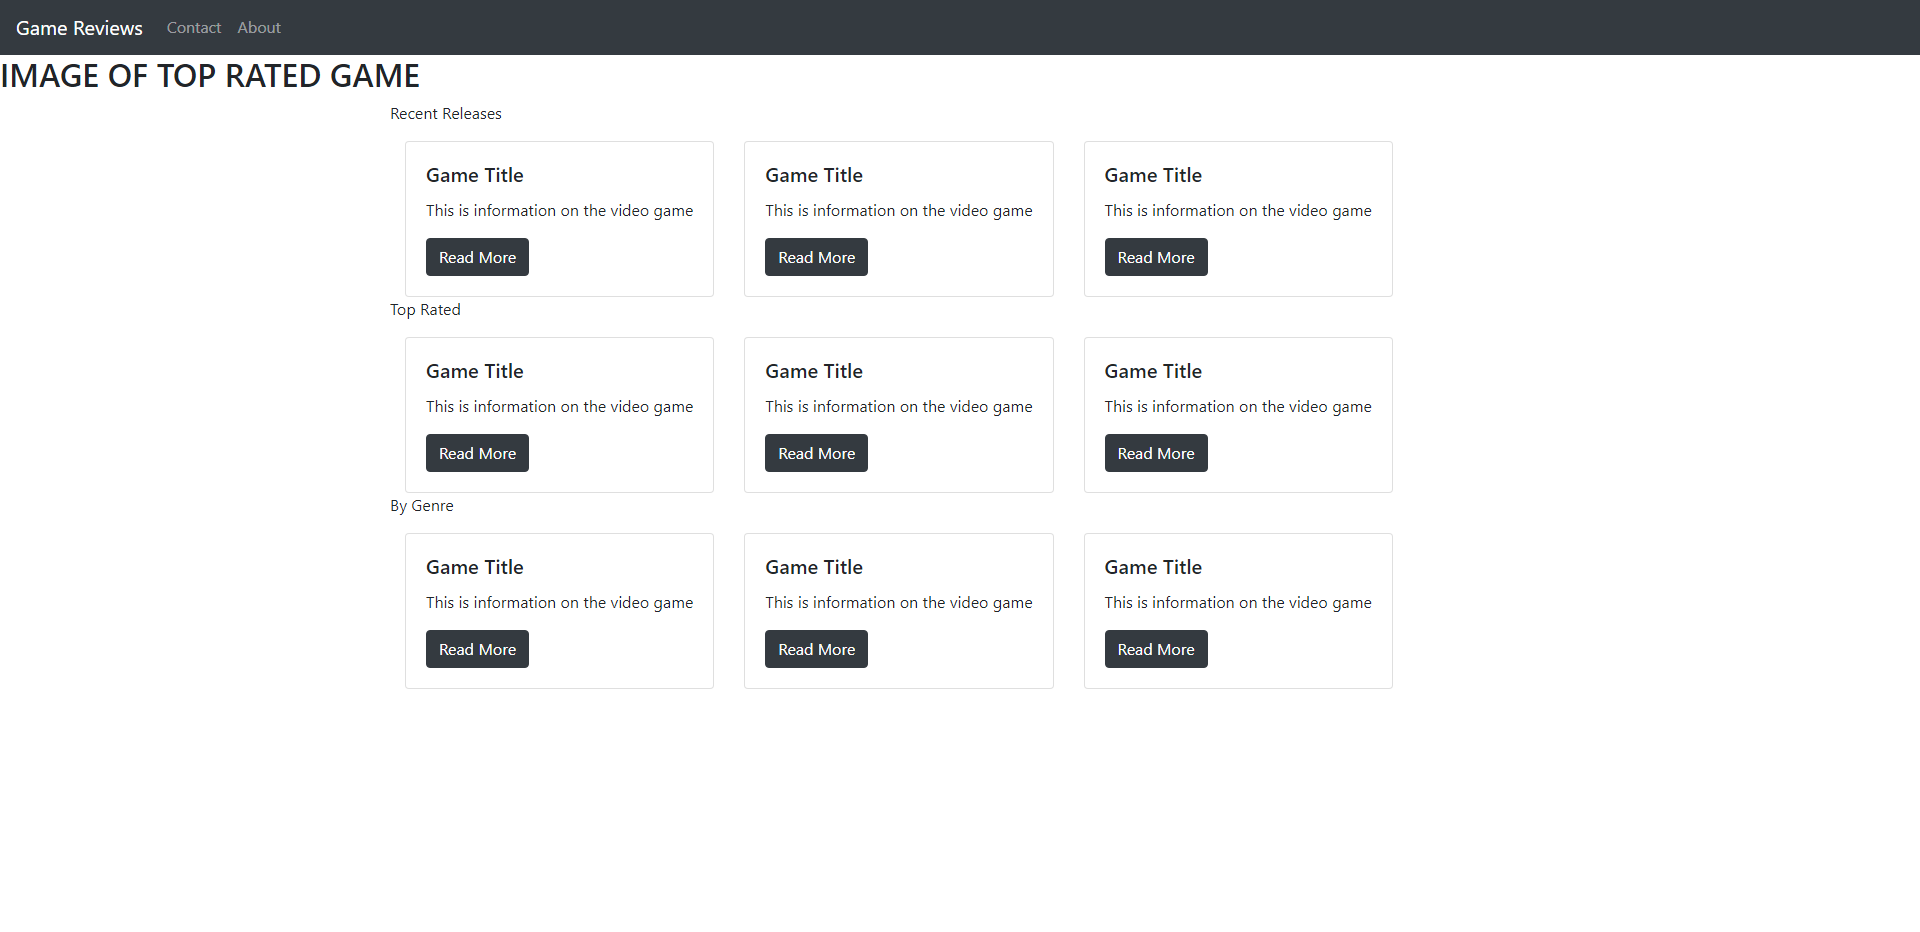 Game Reviews Contact About
IMAGE OF TOP RATED GAME
Recent Releases
Game Title Game Title Game Title
This is information on the video game This is information on the video game This is information on the video game
Read More Read More Read More
Top Rated
Game Title Game Title Game Title
This is information on the video game This is information on the video game This is information on the video game
Read More Read More Read More
By Genre
Game Title Game Title Game Title
This is information on the video game This is information on the video game This is information on the video game
Read More Read More Read More